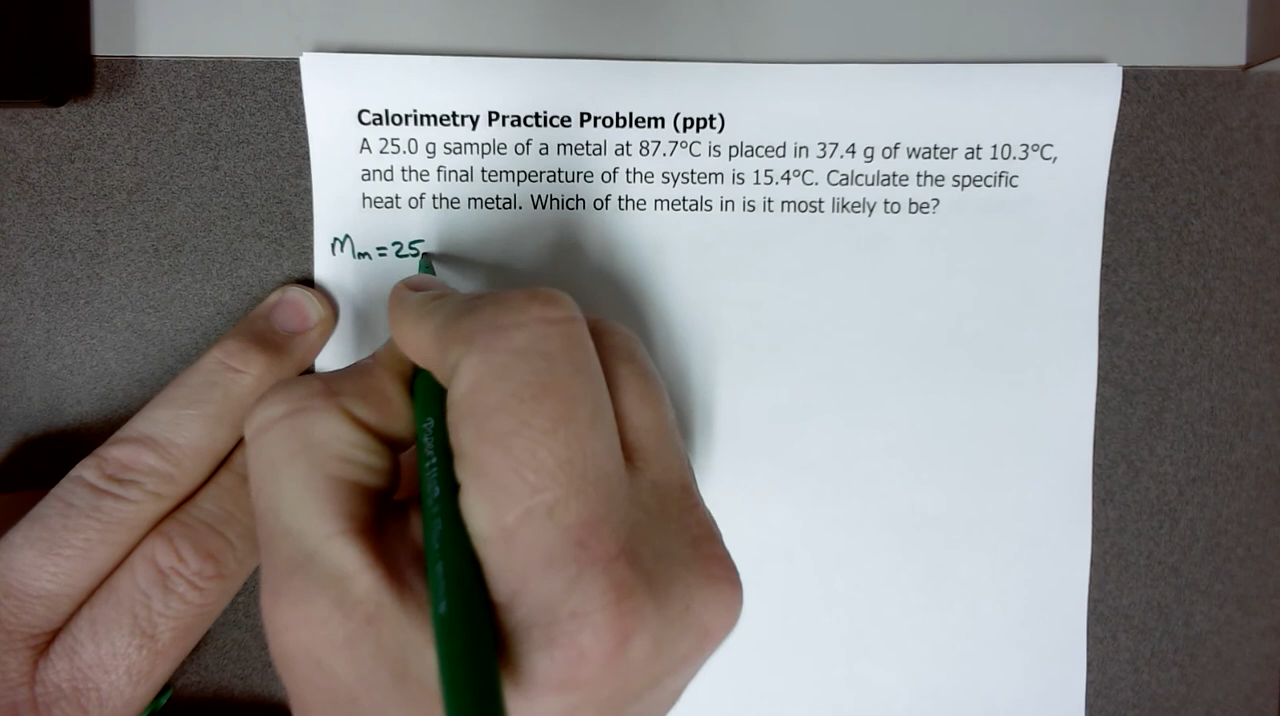 Calorimetry Practice Problem (ppt)
A 25.0 g sample of a metal at 87.7°C is placed in 37.4 g of water at 10.3°C,
and the final temperature of the system is 15.4°C. Calculate the specific
heat of the metal. Which of the metals in is it most likely to be?
Mm = 25.